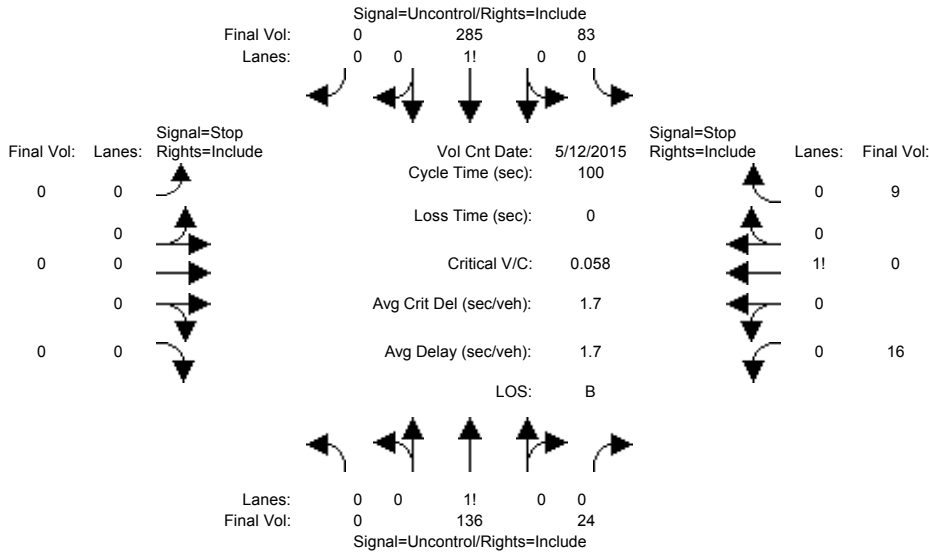 Signal=Uncontrol/Rights=Include
Final Vol: 0 285 83
Lanes: 0 0 1! 0 0
Signal=Stop Signal=Stop
Final Vol: Lanes: Rights=Include Vol Cnt Date: 5/12/2015 Rights=Include Lanes: Final Vol:
Cycle Time (sec): 100
0 0 0 9
Loss Time (sec): 0
0 0
0 0 Critical V/C: 0.058 1! 0
0 Avg Crit Del (sec/veh): 1.7 0
0 0 Avg Delay (sec/veh): 1.7 0 16
LOS: B
Lanes: 0 0 1! 0 0
Final Vol: 0 136 24
Signal=Uncontrol/Rights=Include